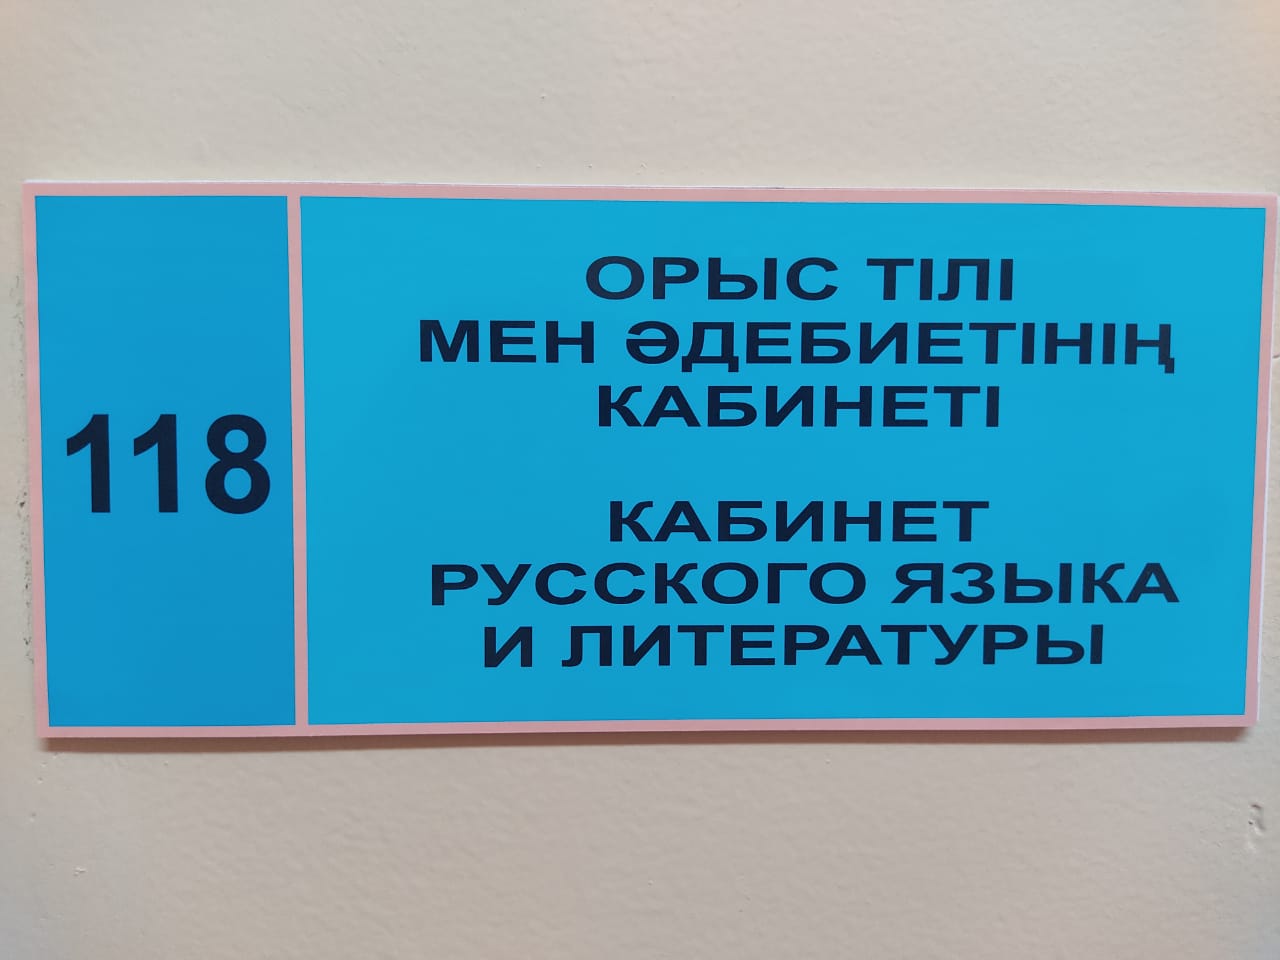 118
ОРЫС ТІЛІ
МЕН ӘДЕБИЕТІНІҢ
КАБИНЕТІ
КАБИНЕТ
РУССКОГО ЯЗЫКА
И ЛИТЕРАТУРЫ